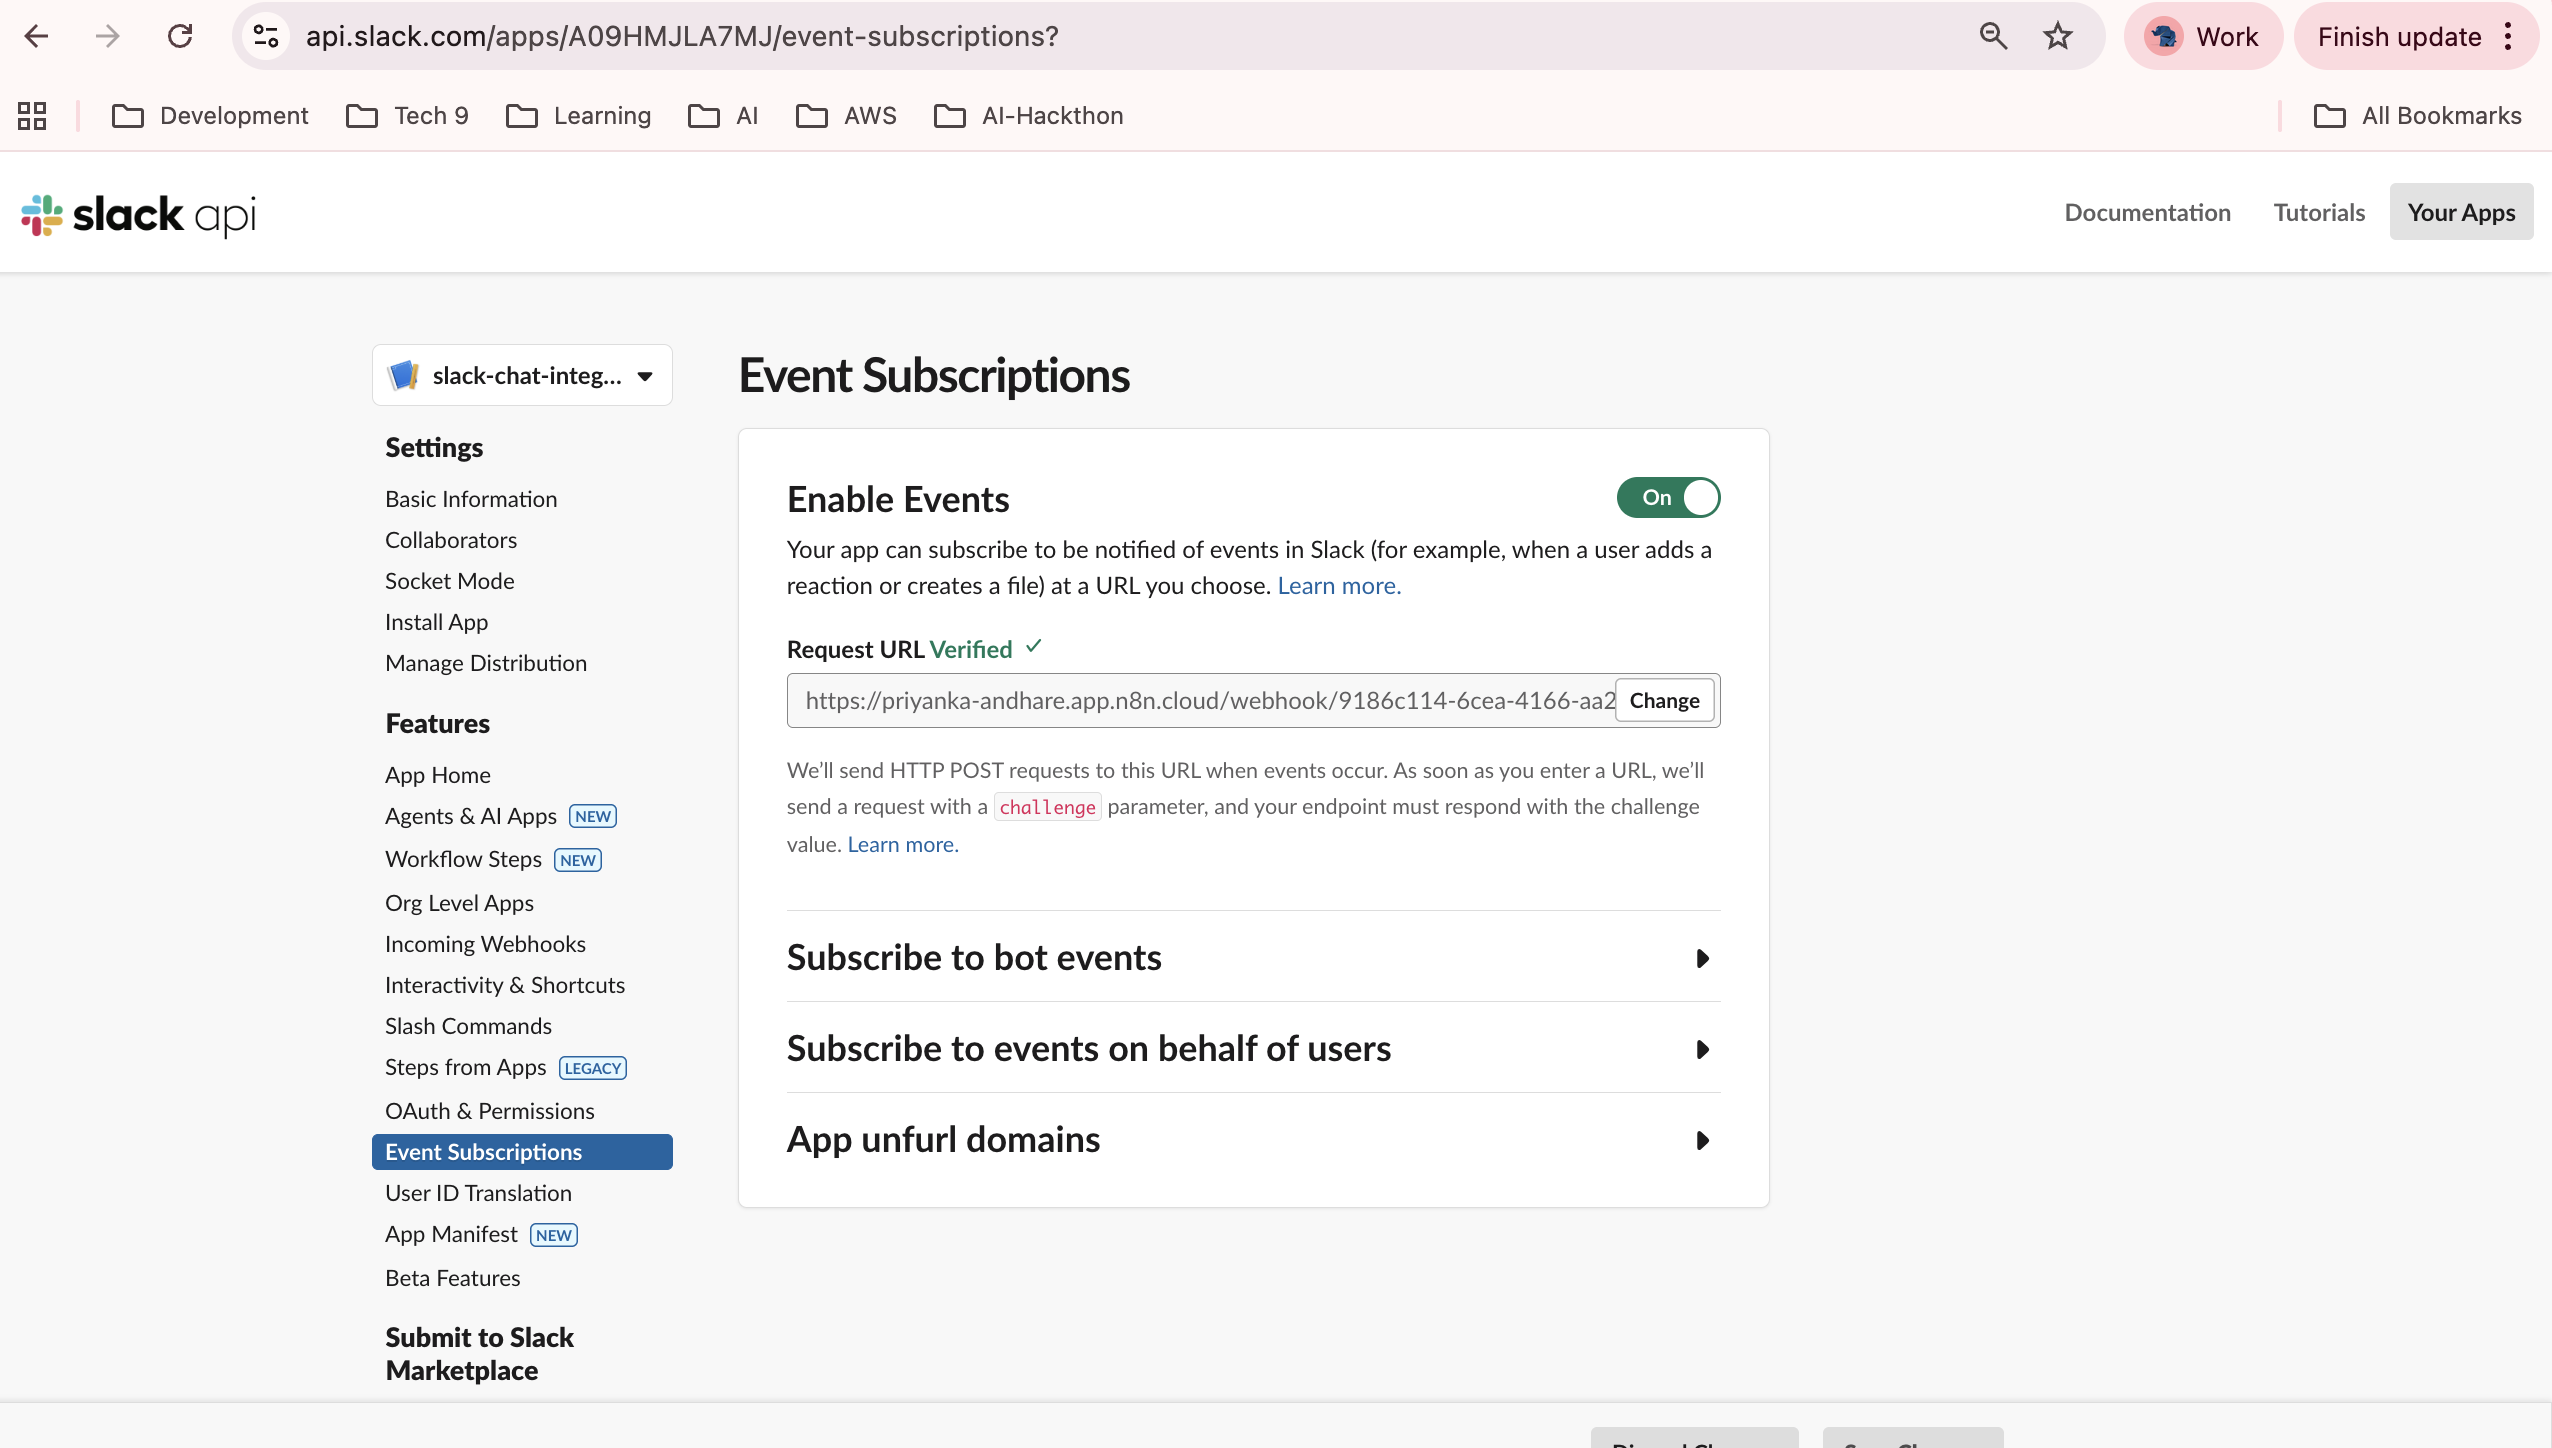 api.slack.com/apps/A09HMJLA7MJ/event-subscriptions?
Work
Finish update
Development
Tech 9
Learning
AI
AWS
AI-Hackthon
All Bookmarks
slack api
Documentation
Tutorials
Your Apps
slack-chat-integ...
Settings
Basic Information
Collaborators
Socket Mode
Install App
Manage Distribution
Features
App Home
Agents & AI Apps NEW
Workflow Steps NEW
Org Level Apps
Incoming Webhooks
Interactivity & Shortcuts
Slash Commands
Steps from Apps LEGACY
OAuth & Permissions
Event Subscriptions
User ID Translation
App Manifest NEW
Beta Features
Submit to Slack
Marketplace
Event Subscriptions
Enable Events
On
Your app can subscribe to be notified of events in Slack (for example, when a user adds a
reaction or creates a file) at a URL you choose. Learn more.
Request URL Verified ✓
https://priyanka-andhare.app.n8n.cloud/webhook/9186c114-6cea-4166-aa2
Change
We’ll send HTTP POST requests to this URL when events occur. As soon as you enter a URL, we’ll
send a request with a challenge parameter, and your endpoint must respond with the challenge
value. Learn more.
Subscribe to bot events
Subscribe to events on behalf of users
App unfurl domains